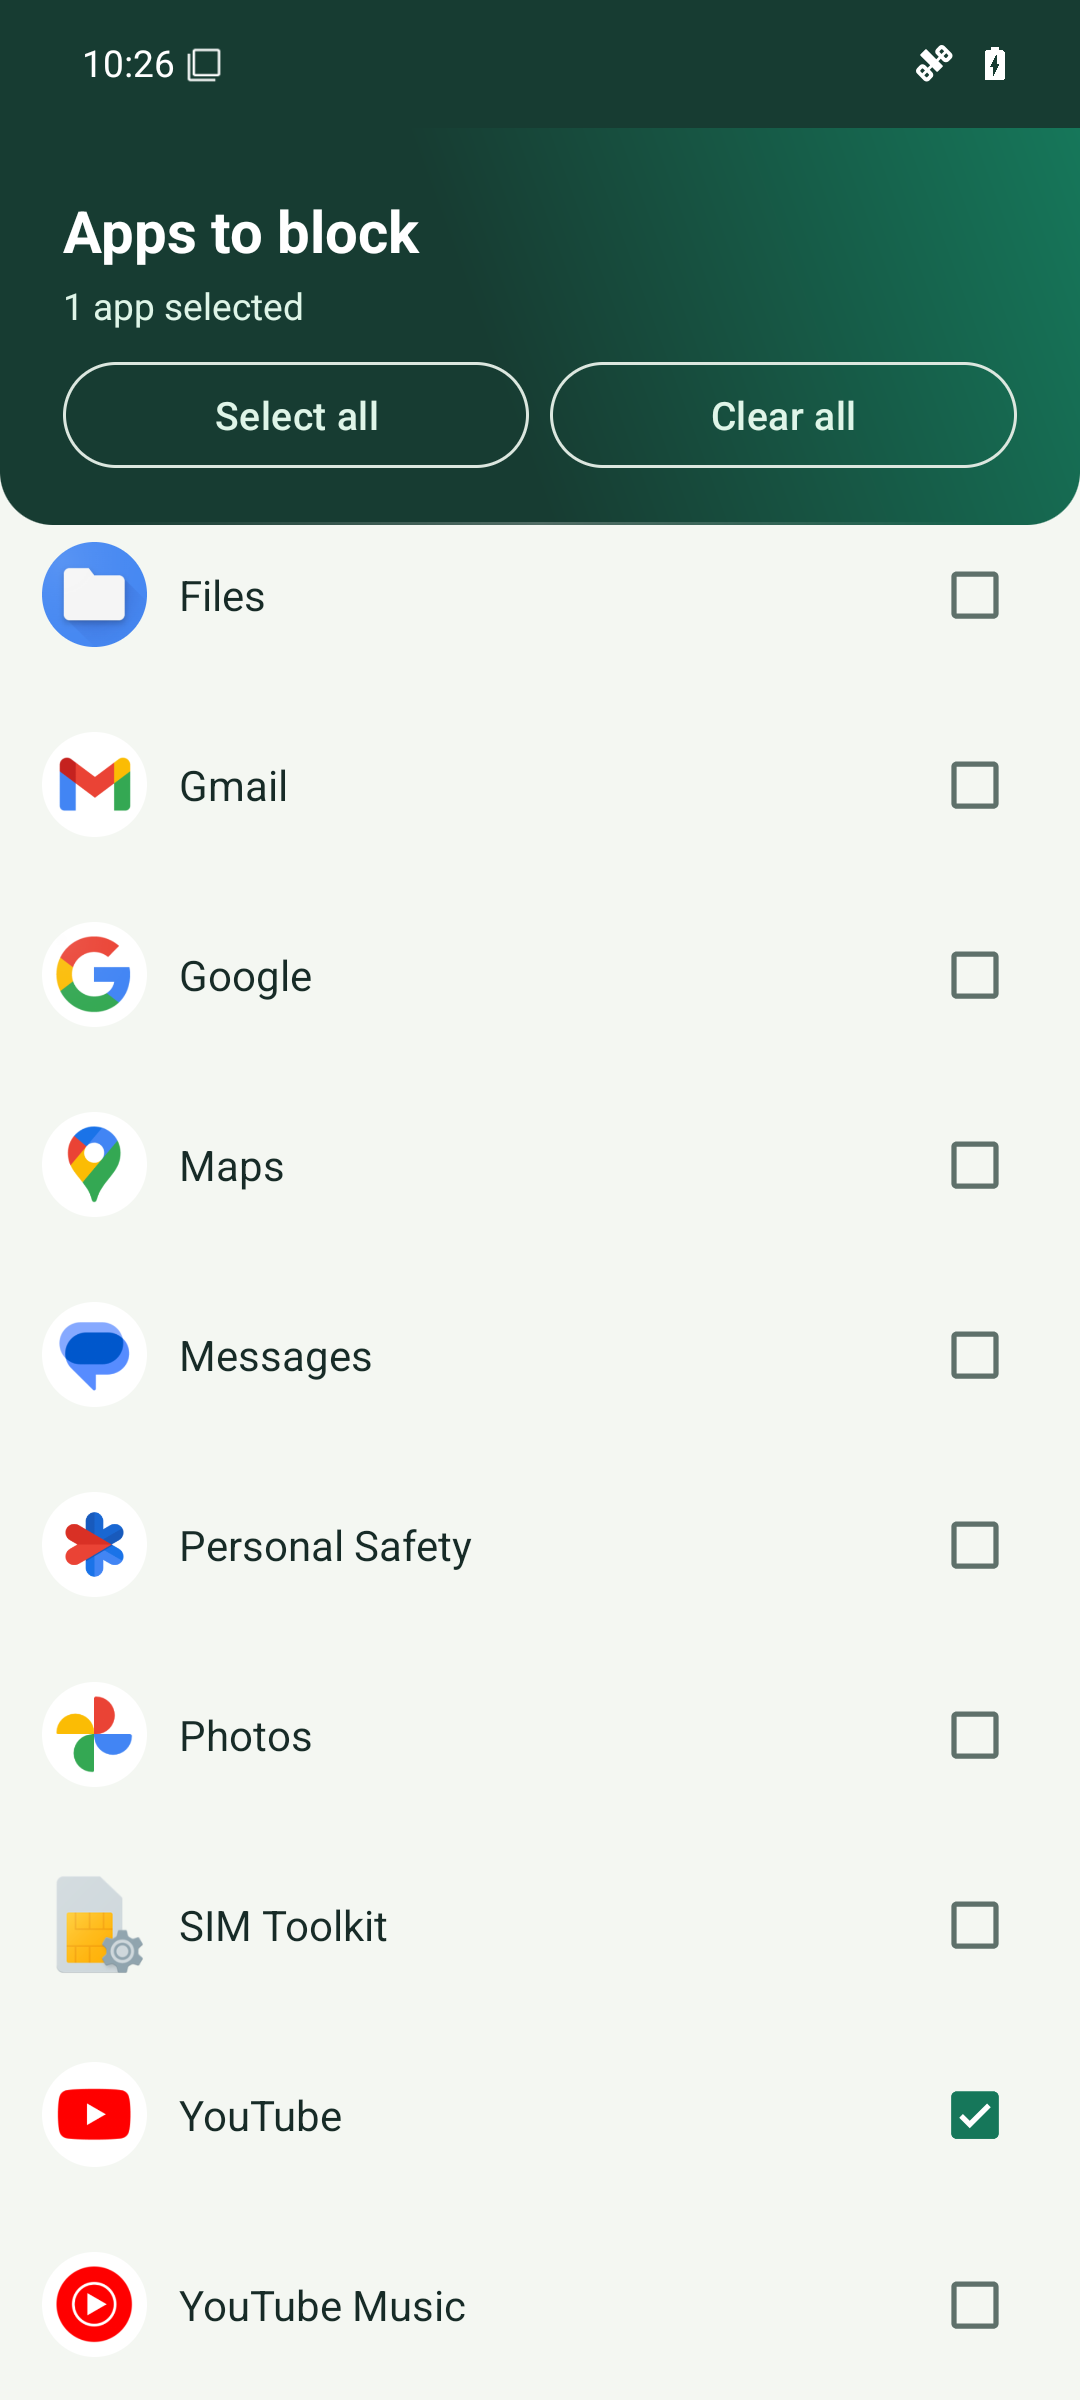 10:26
Apps to block
1 app selected
Select all
Clear all
Files
Gmail
Google
Maps
Messages
Personal Safety
Photos
SIM Toolkit
YouTube
YouTube Music